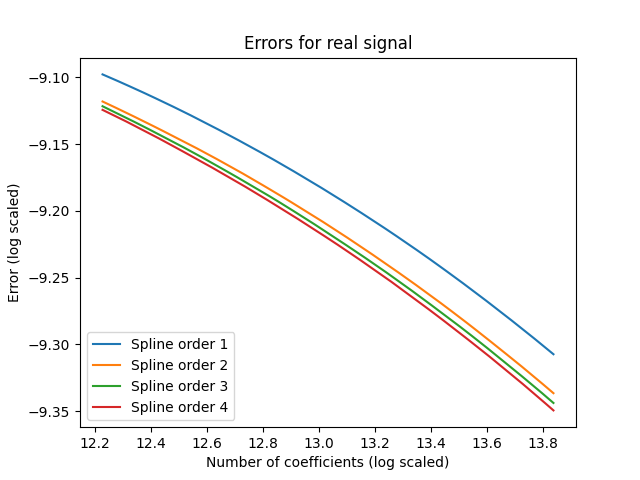 Errors for real signal
−9.10
−9.15
−9.20
−9.25
−9.30
−9.35
Error (log scaled)
Spline order 1
Spline order 2
Spline order 3
Spline order 4
12.2 12.4 12.6 12.8 13.0 13.2 13.4 13.6 13.8
Number of coefficients (log scaled)